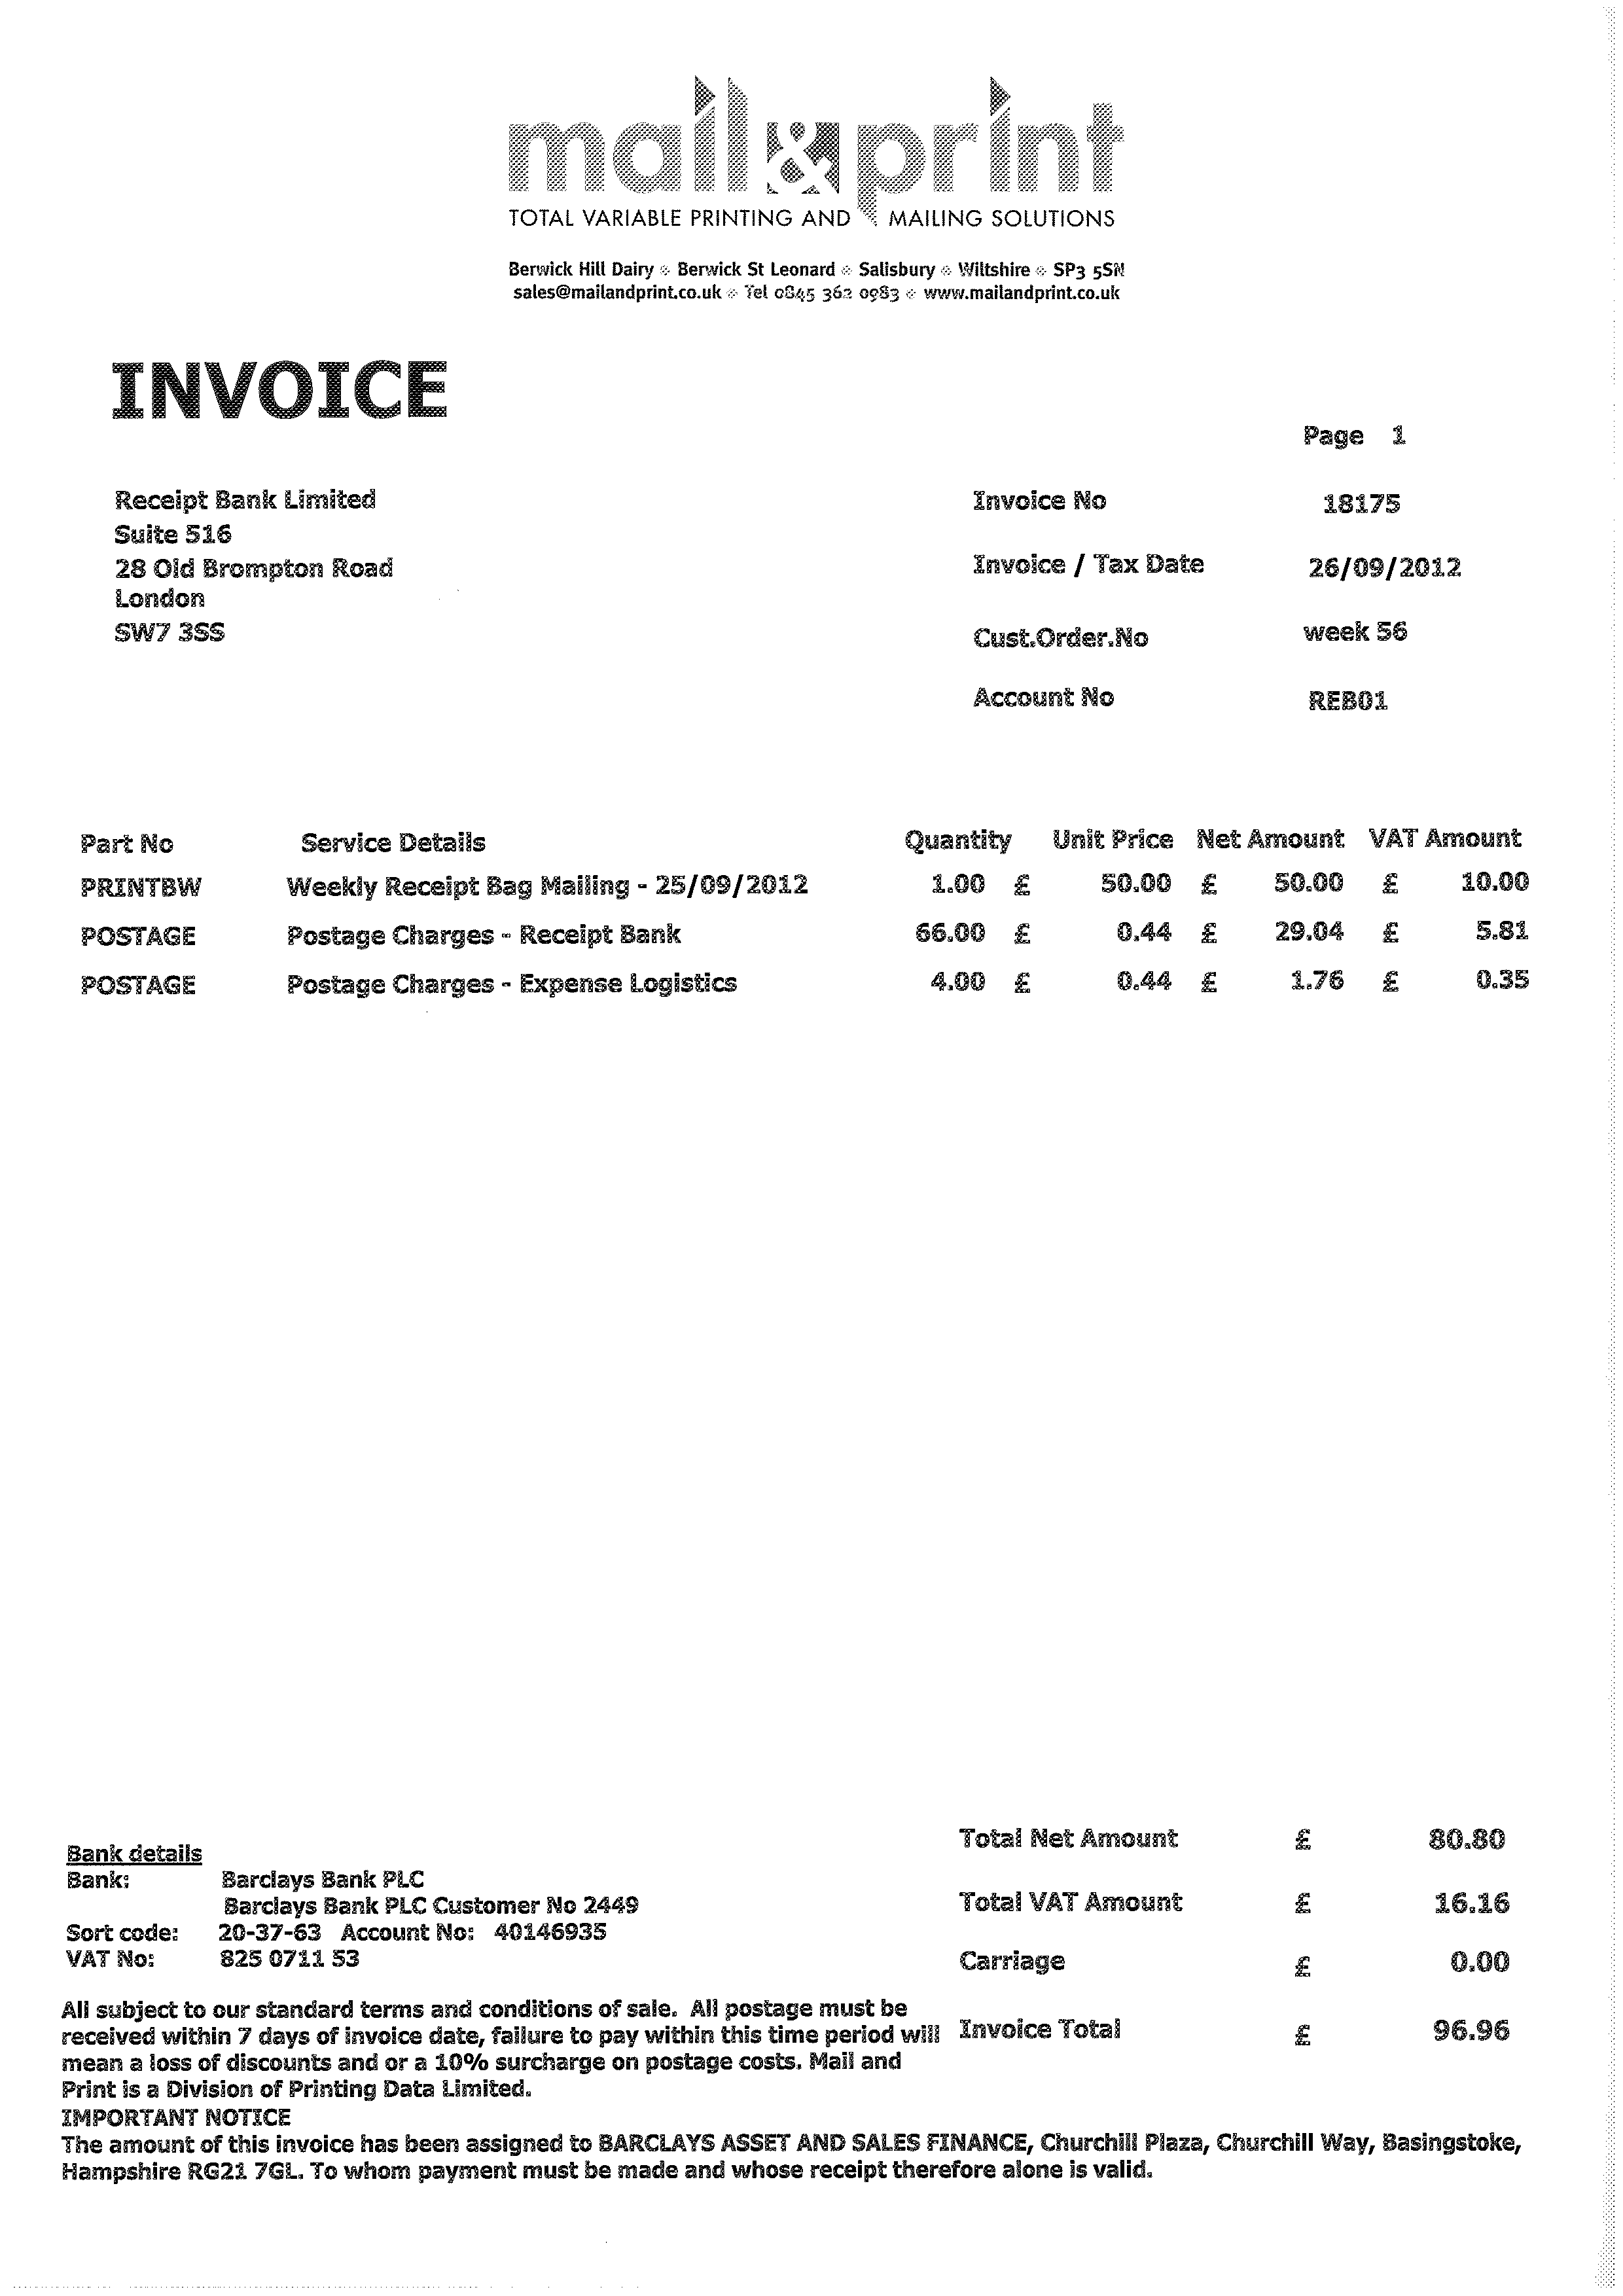 mail&print
TOTAL VARIABLE PRINTING AND MAILING SOLUTIONS
Berwick Hill Dairy ⁘ Berwick St Leonard ⁘ Salisbury ⁘ Wiltshire ⁘ SP3 5SN
sales@mailandprint.co.uk ⁘ Tel 0845 362 0983 ⁘ www.mailandprint.co.uk
INVOICE
Page 1
Receipt Bank Limited
Suite 516
28 Old Brompton Road
London
SW7 3SS
Invoice No 18175
Invoice / Tax Date 26/09/2012
Cust.Order.No week 56
Account No REB01
Part No Service Details Quantity Unit Price Net Amount VAT Amount
PRINTBW Weekly Receipt Bag Mailing - 25/09/2012 1.00 £ 50.00 £ 50.00 £ 10.00
POSTAGE Postage Charges - Receipt Bank 66.00 £ 0.44 £ 29.04 £ 5.81
POSTAGE Postage Charges - Expense Logistics 4.00 £ 0.44 £ 1.76 £ 0.35
Bank details
Bank: Barclays Bank PLC
Barclays Bank PLC Customer No 2449
Sort code: 20-37-63 Account No: 40146935
VAT No: 825 0711 53
All subject to our standard terms and conditions of sale. All postage must be
received within 7 days of invoice date, failure to pay within this time period will
mean a loss of discounts and or a 10% surcharge on postage costs. Mail and
Print is a Division of Printing Data Limited.
Total Net Amount £ 80.80
Total VAT Amount £ 16.16
Carriage £ 0.00
Invoice Total £ 96.96
IMPORTANT NOTICE
The amount of this invoice has been assigned to BARCLAYS ASSET AND SALES FINANCE, Churchill Plaza, Churchill Way, Basingstoke,
Hampshire RG21 7GL. To whom payment must be made and whose receipt therefore alone is valid.